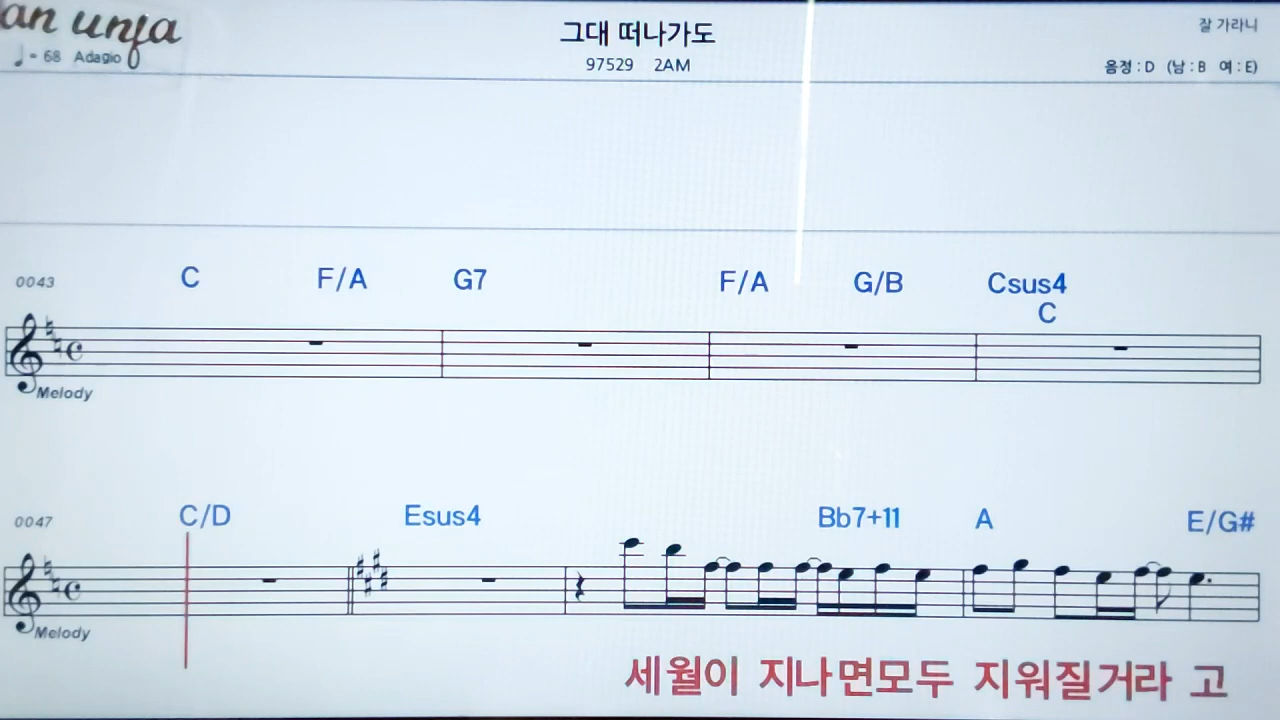 an unja
그대 떠나가도
잘 가라니
♩= 68 Adagio
97529 2AM
음정 : D (남 : B 여 : E)
0043
C F/A G7 F/A G/B Csus4
C
Melody
0047
C/D Esus4 Bb7+11 A E/G#
Melody
세월이 지나면모두 지워질거라 고